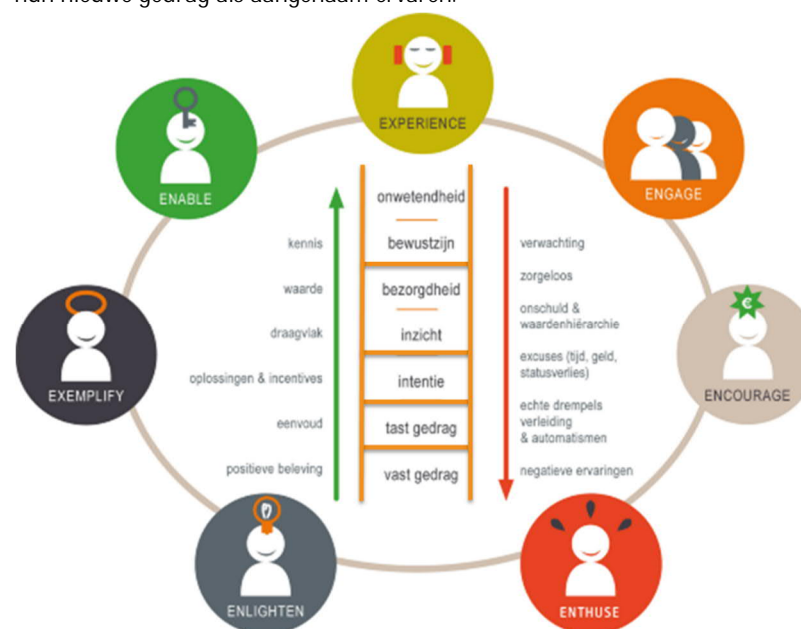 hun nieuwe gedrag als aangenaam ervaren.
EXPERIENCE
ENABLE
ENGAGE
onwetendheid
kennis
bewustzijn
verwachting
waarde
bezorgdheid
zorgeloos
draagvlak
inzicht
onschuld &
waardenhiërarchie
oplossingen & incentives
intentie
excuses (tijd, geld,
statusverlies)
eenvoud
tast gedrag
echte drempels
verleiding
& automatismen
positieve beleving
vast gedrag
negatieve ervaringen
EXEMPLIFY
€
ENCOURAGE
ENLIGHTEN
ENTHUSE